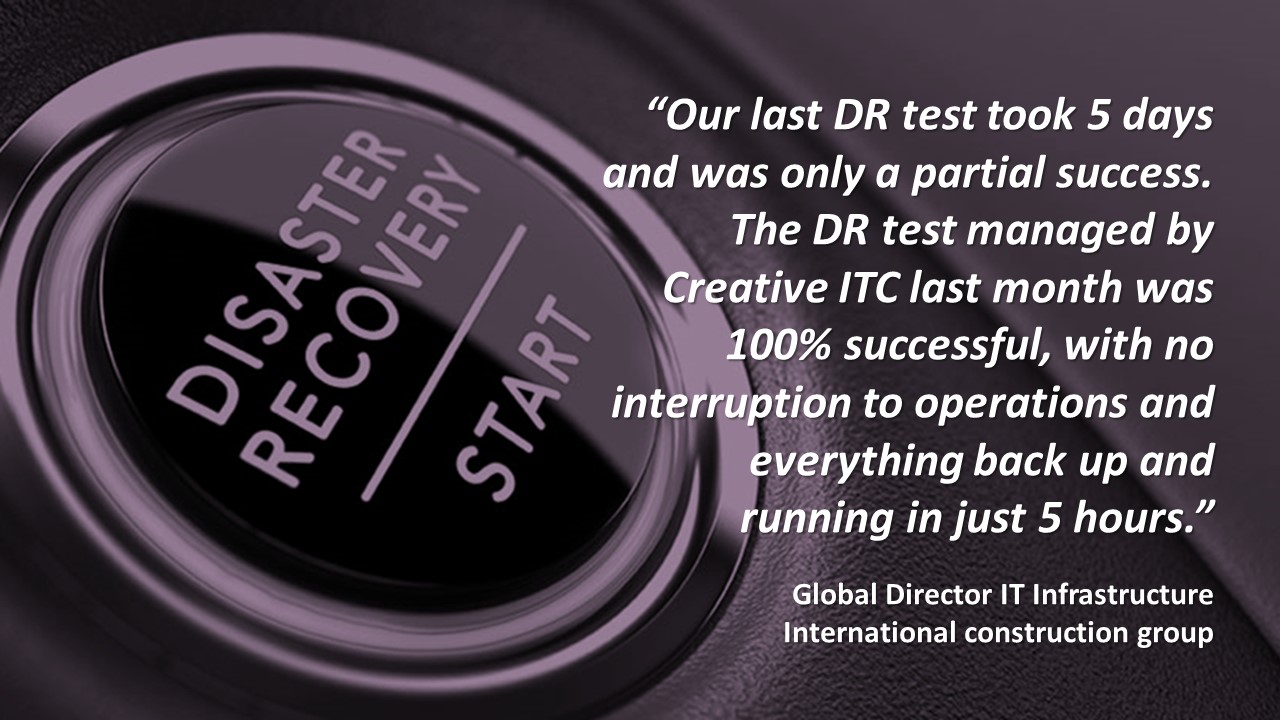 DISASTER
RECOVERY
START
“Our last DR test took 5 days
and was only a partial success.
The DR test managed by
Creative ITC last month was
100% successful, with no
interruption to operations and
everything back up and
running in just 5 hours.”
Global Director IT Infrastructure
International construction group